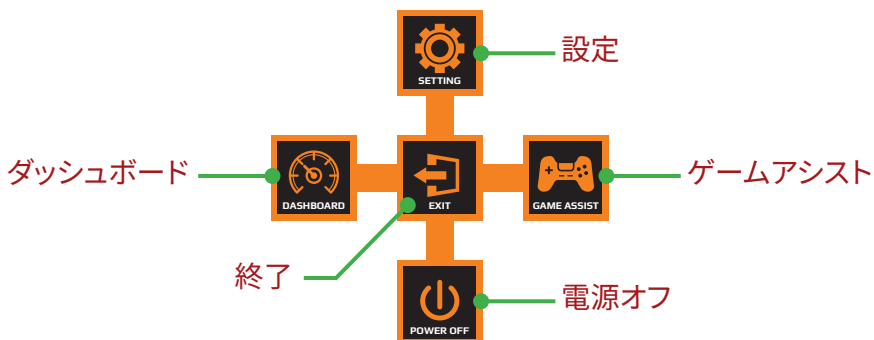 設定
SETTING
ダッシュボード
DASHBOARD
EXIT
GAME ASSIST
ゲームアシスト
終了
電源オフ
POWER OFF